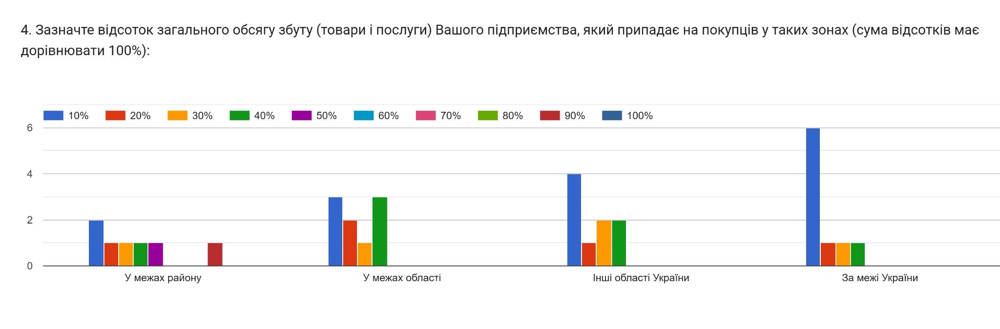 4. Зазначте відсоток загального обсягу збуту (товари і послуги) Вашого підприємства, який припадає на покупців у таких зонах (сума відсотків має
дорівнювати 100%):
10% 20% 30% 40% 50% 60% 70% 80% 90% 100%
6
4
2
0
У межах району У межах області Інші області України За межі України